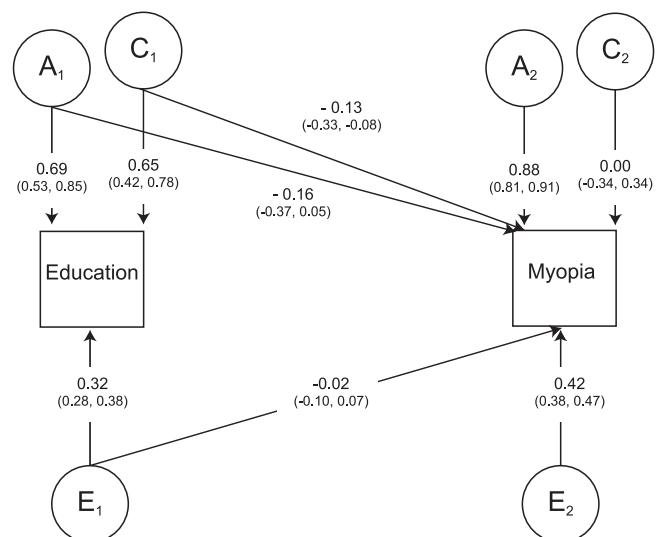 A1
C1
A2
C2
- 0.13
(-0.33, -0.08)
0.69
(0.53, 0.85)
0.65
(0.42, 0.78)
- 0.16
(-0.37, 0.05)
0.88
(0.81, 0.91)
0.00
(-0.34, 0.34)
Education
Myopia
0.32
(0.28, 0.38)
-0.02
(-0.10, 0.07)
0.42
(0.38, 0.47)
E1
E2